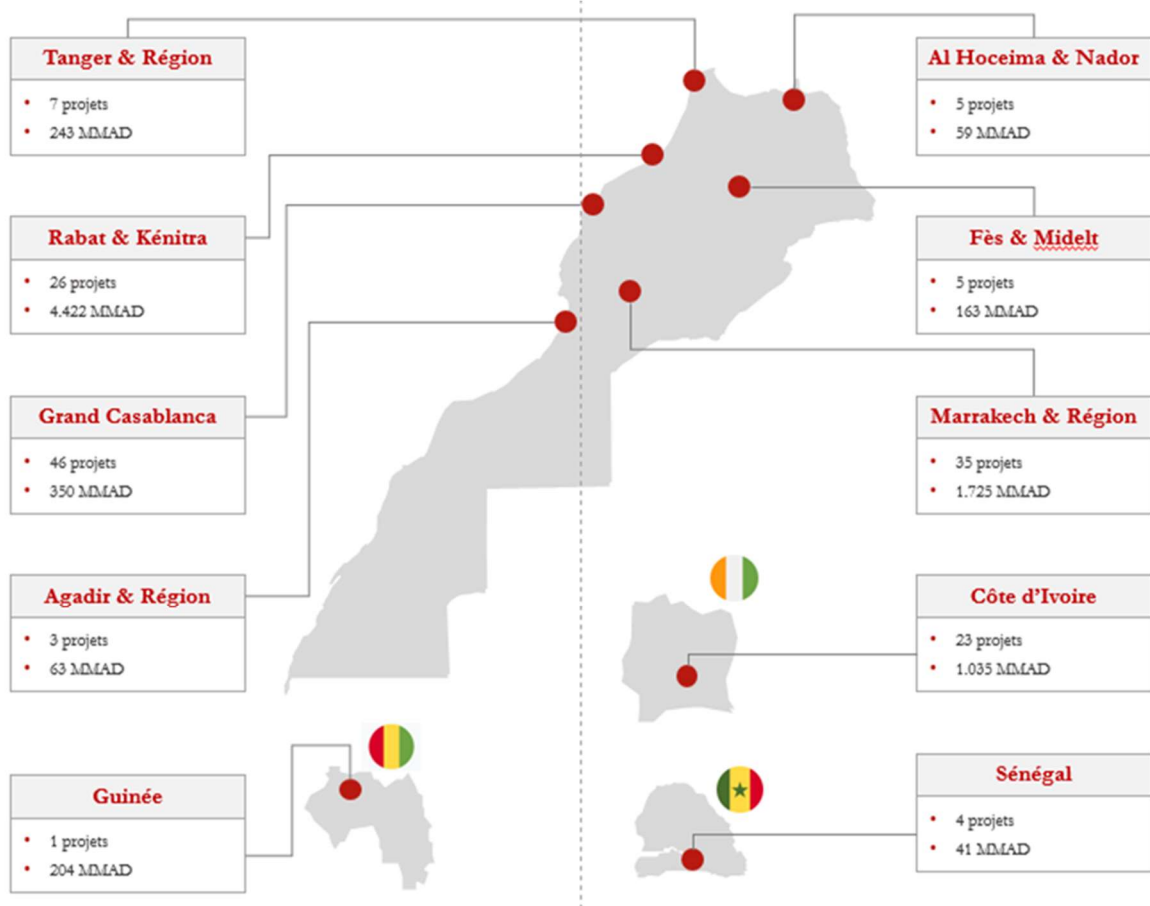 Tanger & Région
• 7 projets
• 243 MMAD
Al Hoceima & Nador
• 5 projets
• 59 MMAD
Rabat & Kénitra
• 26 projets
• 4.422 MMAD
Fès & Midelt
• 5 projets
• 163 MMAD
Grand Casablanca
• 46 projets
• 350 MMAD
Marrakech & Région
• 35 projets
• 1.725 MMAD
Agadir & Région
• 3 projets
• 63 MMAD
Côte d’Ivoire
• 23 projets
• 1.035 MMAD
Guinée
• 1 projets
• 204 MMAD
Sénégal
• 4 projets
• 41 MMAD